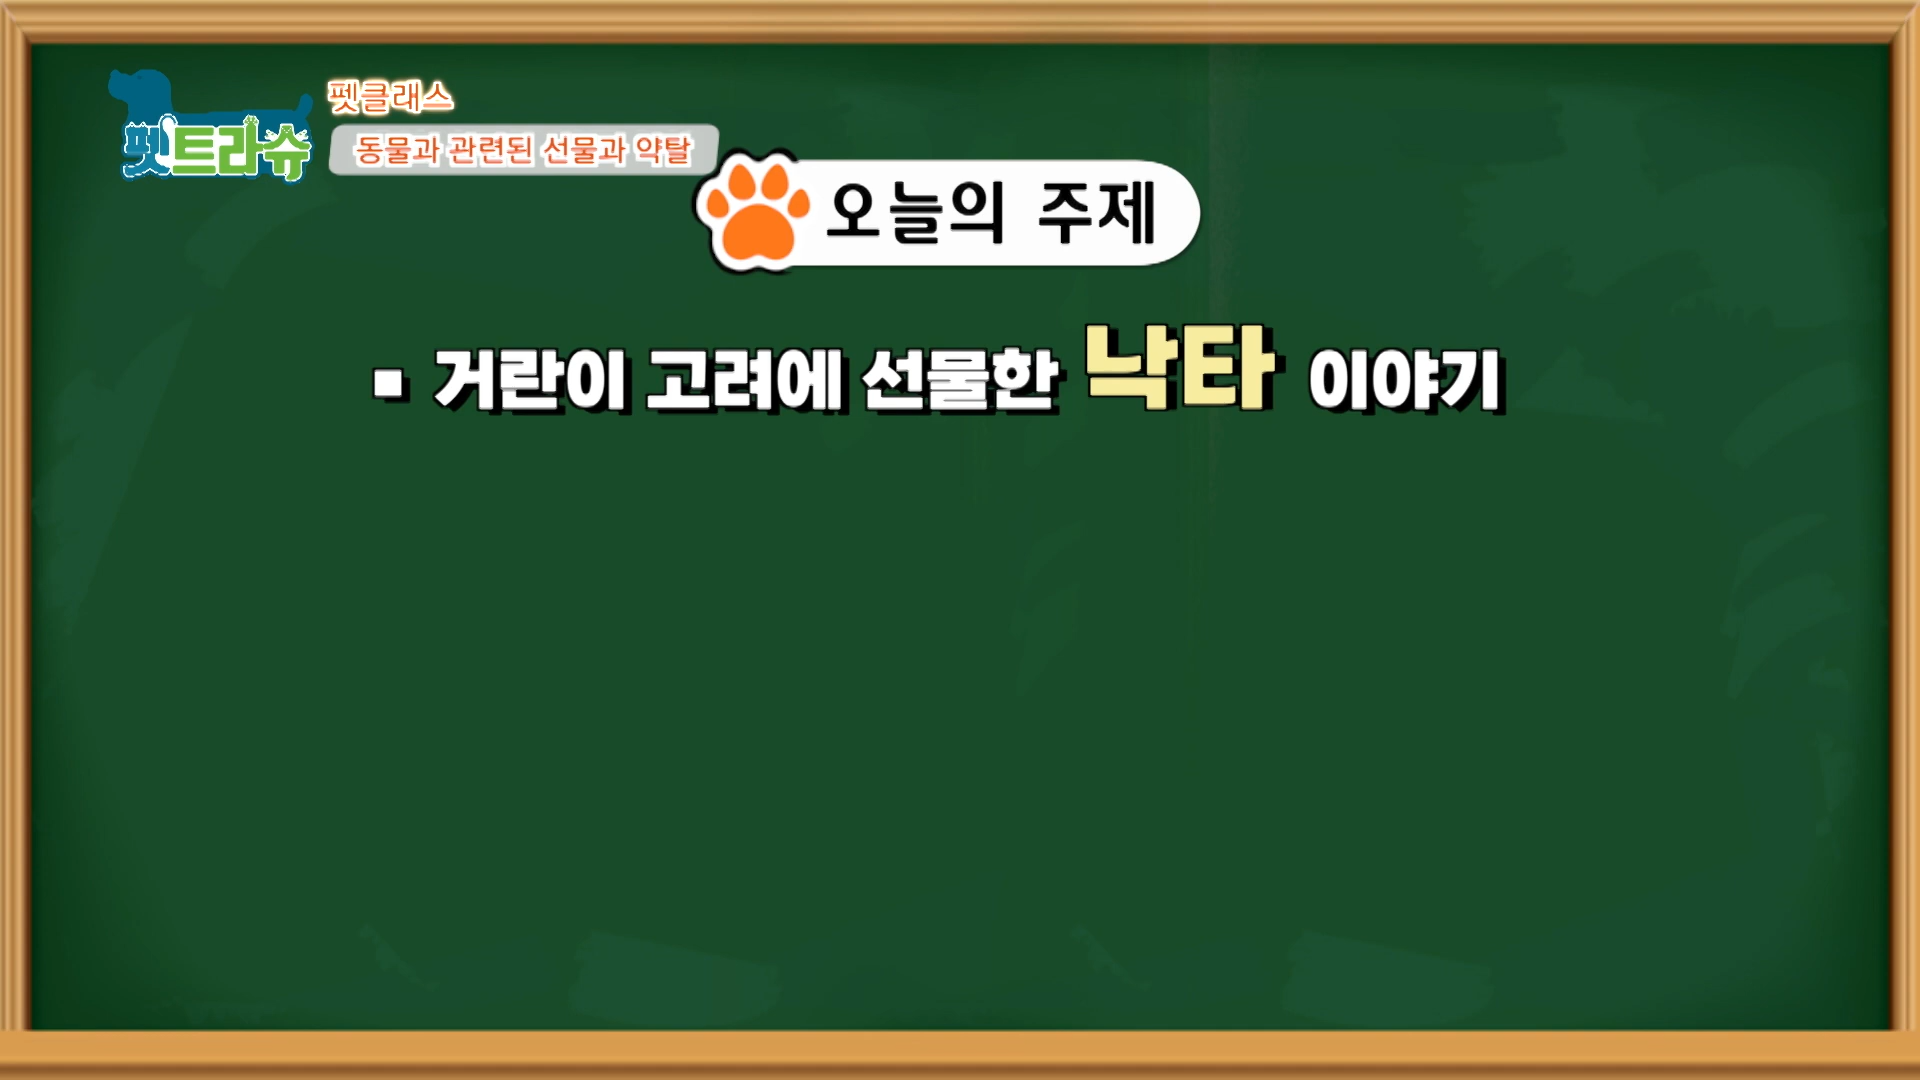 펫트라슈
펫클래스
동물과 관련된 선물과 약탈
오늘의 주제
▪ 거란이 고려에 선물한 낙타 이야기